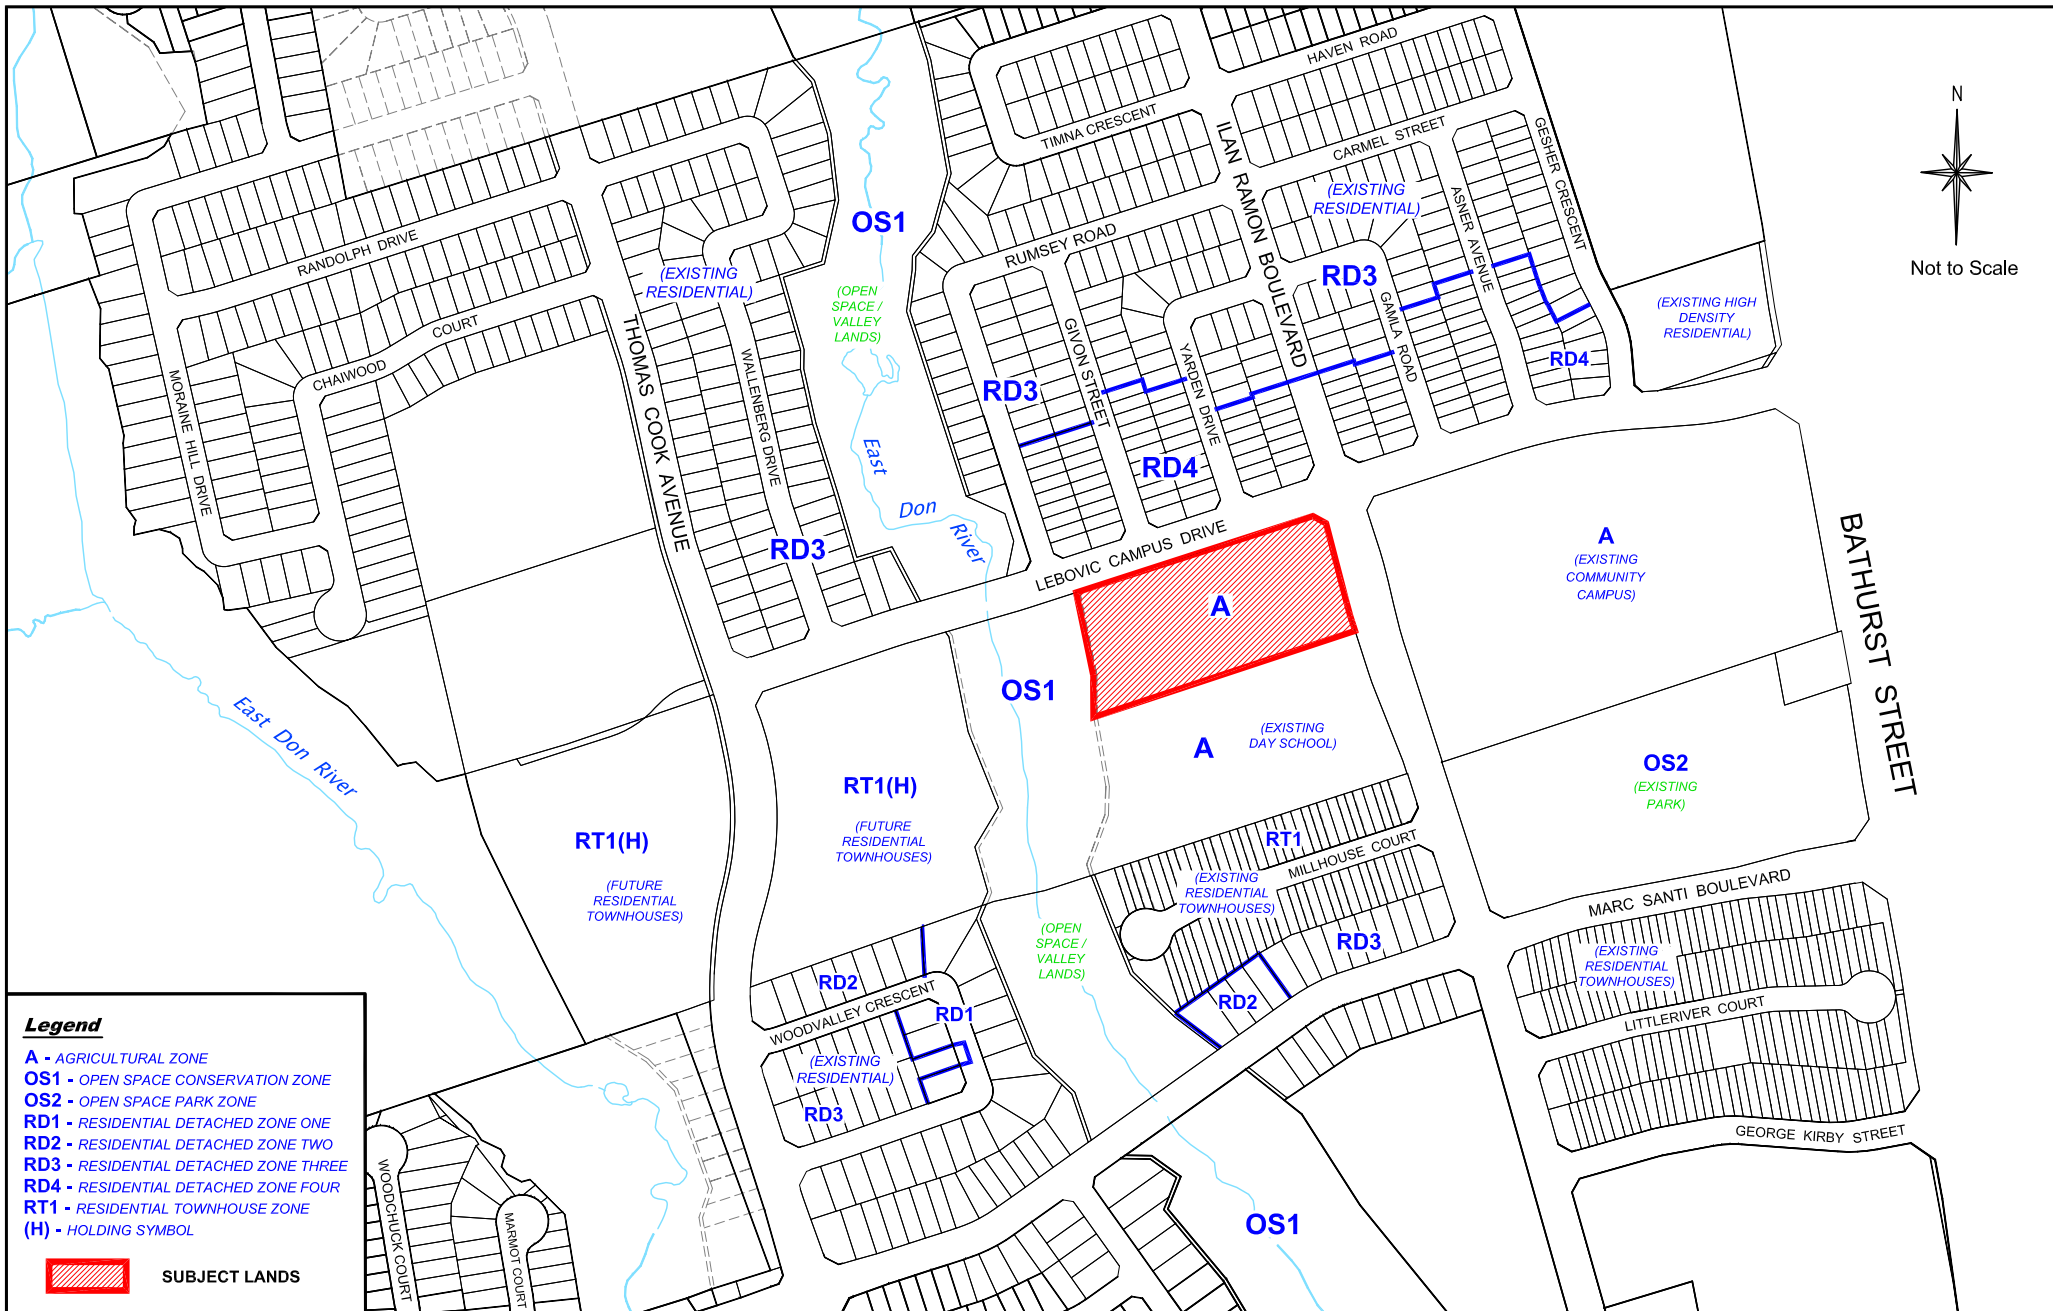 HAVEN ROAD
TIMNA CRESCENT
ILAN RAMON BOULEVARD
CARMEL STREET
GESHER CRESCENT
N
Not to Scale
(EXISTING
RESIDENTIAL)
ASNER AVENUE
OS1
RUMSEY ROAD
RANDOLPH DRIVE
(EXISTING
RESIDENTIAL)
(OPEN
SPACE /
VALLEY
LANDS)
RD3
GAMLA ROAD
(EXISTING HIGH
DENSITY
RESIDENTIAL)
THOMAS COOK AVENUE
CHAIWOOD COURT
MORAINE HILL DRIVE
WALLENBERG DRIVE
GIVON STREET
YARDEN DRIVE
RD4
RD3
RD4
East Don River
RD3
LEBOVIC CAMPUS DRIVE
A
A
(EXISTING
COMMUNITY
CAMPUS)
BATHURST STREET
OS1
East Don River
A
(EXISTING
DAY SCHOOL)
OS2
(EXISTING
PARK)
RT1(H)
(FUTURE
RESIDENTIAL
TOWNHOUSES)
RT1(H)
(FUTURE
RESIDENTIAL
TOWNHOUSES)
RT1
MILLHOUSE COURT
(EXISTING
RESIDENTIAL
TOWNHOUSES)
MARC SANTI BOULEVARD
RD3
(OPEN
SPACE /
VALLEY
LANDS)
(EXISTING
RESIDENTIAL
TOWNHOUSES)
RD2
WOODVALLEY CRESCENT
RD1
RD2
LITTLERIVER COURT
(EXISTING
RESIDENTIAL)
RD3
GEORGE KIRBY STREET
OS1
WOODCHUCK COURT
MARMOT COURT
Legend
A - AGRICULTURAL ZONE
OS1 - OPEN SPACE CONSERVATION ZONE
OS2 - OPEN SPACE PARK ZONE
RD1 - RESIDENTIAL DETACHED ZONE ONE
RD2 - RESIDENTIAL DETACHED ZONE TWO
RD3 - RESIDENTIAL DETACHED ZONE THREE
RD4 - RESIDENTIAL DETACHED ZONE FOUR
RT1 - RESIDENTIAL TOWNHOUSE ZONE
(H) - HOLDING SYMBOL
SUBJECT LANDS